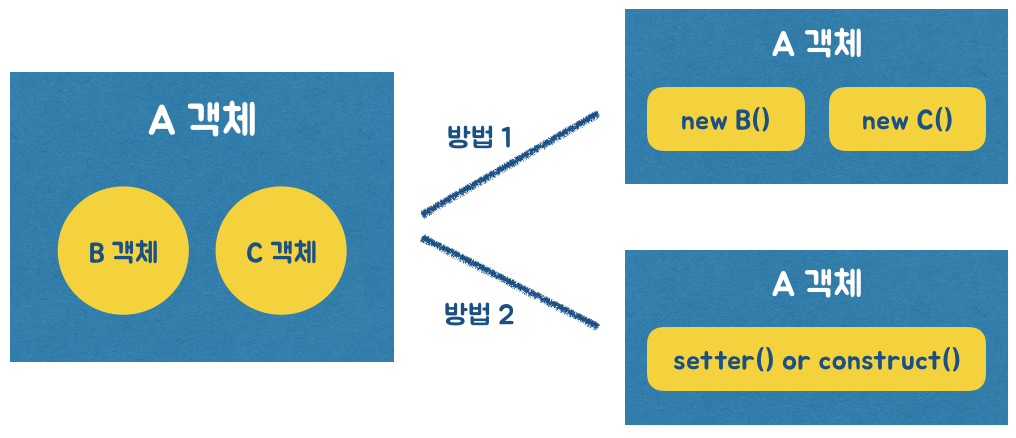 A 객체
B 객체
C 객체
방법 1
방법 2
A 객체
new B()
new C()
A 객체
setter() or construct()